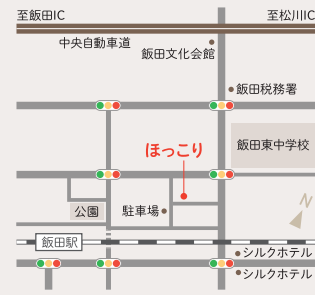 至飯田IC
至松川IC
中央自動車道
飯田文化会館
飯田税務署
ほっこり
飯田東中学校
公園
駐車場
N
飯田駅
シルクホテル
シルクホテル